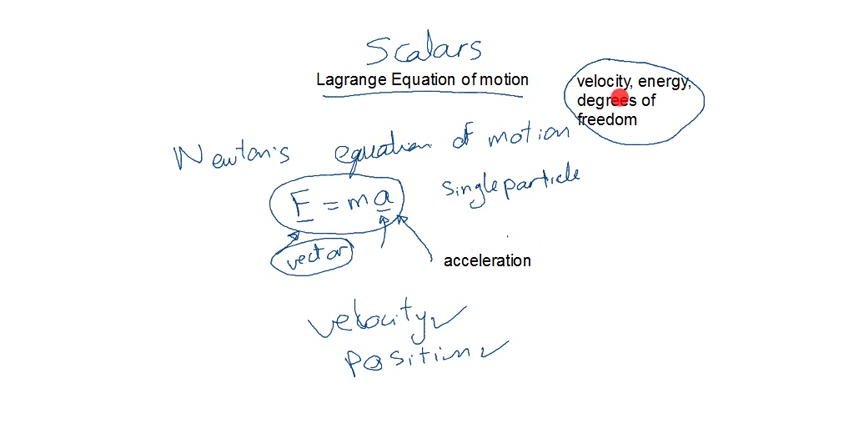 Scalars
Lagrange Equation of motion
velocity, energy,
degrees of
freedom
Newton's equation of motion
F = ma
single particle
vector
acceleration
velocity
position